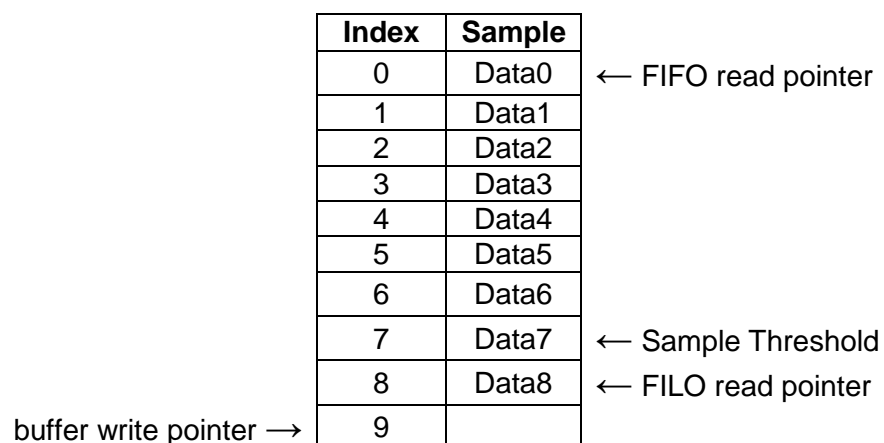 Index Sample
0 Data0 ← FIFO read pointer
1 Data1
2 Data2
3 Data3
4 Data4
5 Data5
6 Data6
7 Data7 ← Sample Threshold
8 Data8 ← FILO read pointer
buffer write pointer → 9